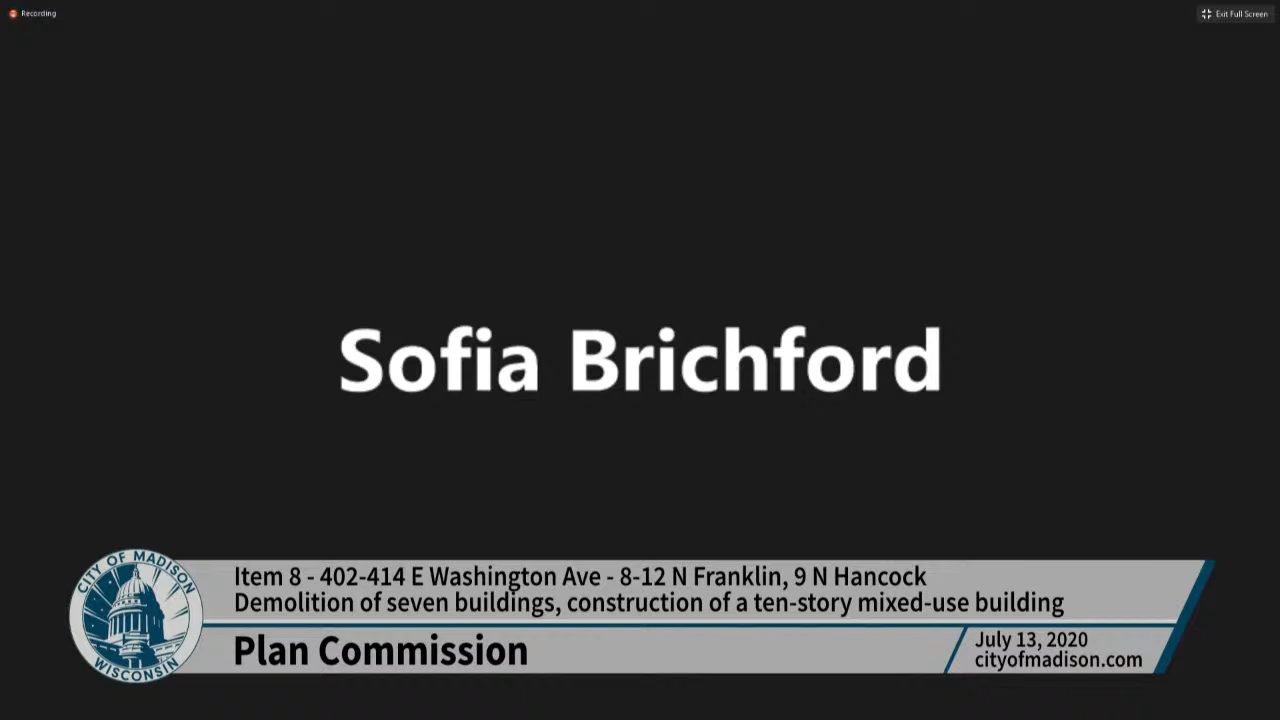 Recording
Exit Full Screen
Sofia Brichford
CITY OF MADISON
WISCONSIN
Item 8 - 402-414 E Washington Ave - 8-12 N Franklin, 9 N Hancock
Demolition of seven buildings, construction of a ten-story mixed-use building
Plan Commission
July 13, 2020
cityofmadison.com